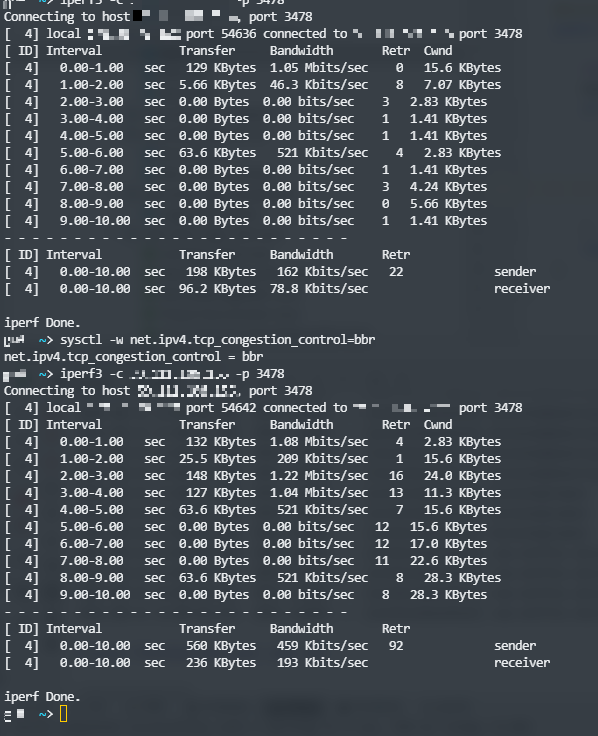 iperf3 -c -p 3478
Connecting to host , port 3478
[  4] local port 54636 connected to port 3478
[ ID] Interval           Transfer     Bandwidth       Retr  Cwnd
[  4]   0.00-1.00   sec   129 KBytes  1.05 Mbits/sec    0   15.6 KBytes
[  4]   1.00-2.00   sec  5.66 KBytes  46.3 Kbits/sec    8   7.07 KBytes
[  4]   2.00-3.00   sec  0.00 Bytes  0.00 bits/sec    3   2.83 KBytes
[  4]   3.00-4.00   sec  0.00 Bytes  0.00 bits/sec    1   1.41 KBytes
[  4]   4.00-5.00   sec  0.00 Bytes  0.00 bits/sec    1   1.41 KBytes
[  4]   5.00-6.00   sec  63.6 KBytes   521 Kbits/sec    4   2.83 KBytes
[  4]   6.00-7.00   sec  0.00 Bytes  0.00 bits/sec    1   1.41 KBytes
[  4]   7.00-8.00   sec  0.00 Bytes  0.00 bits/sec    3   4.24 KBytes
[  4]   8.00-9.00   sec  0.00 Bytes  0.00 bits/sec    0   5.66 KBytes
[  4]   9.00-10.00  sec  0.00 Bytes  0.00 bits/sec    1   1.41 KBytes
- - - - - - - - - - - - - - - - - - - - - - - - -
[ ID] Interval           Transfer     Bandwidth       Retr
[  4]   0.00-10.00  sec   198 KBytes   162 Kbits/sec   22             sender
[  4]   0.00-10.00  sec  96.2 KBytes  78.8 Kbits/sec                  receiver
iperf Done.
~> sysctl -w net.ipv4.tcp_congestion_control=bbr
net.ipv4.tcp_congestion_control = bbr
~> iperf3 -c -p 3478
Connecting to host , port 3478
[  4] local port 54642 connected to port 3478
[ ID] Interval           Transfer     Bandwidth       Retr  Cwnd
[  4]   0.00-1.00   sec   132 KBytes  1.08 Mbits/sec    4   2.83 KBytes
[  4]   1.00-2.00   sec  25.5 KBytes   209 Kbits/sec    1   15.6 KBytes
[  4]   2.00-3.00   sec   148 KBytes  1.22 Mbits/sec   16   24.0 KBytes
[  4]   3.00-4.00   sec   127 KBytes  1.04 Mbits/sec   13   11.3 KBytes
[  4]   4.00-5.00   sec  63.6 KBytes   521 Kbits/sec    7   15.6 KBytes
[  4]   5.00-6.00   sec  0.00 Bytes  0.00 bits/sec   12   15.6 KBytes
[  4]   6.00-7.00   sec  0.00 Bytes  0.00 bits/sec   12   17.0 KBytes
[  4]   7.00-8.00   sec  0.00 Bytes  0.00 bits/sec   11   22.6 KBytes
[  4]   8.00-9.00   sec  63.6 KBytes   521 Kbits/sec    8   28.3 KBytes
[  4]   9.00-10.00  sec  0.00 Bytes  0.00 bits/sec    8   28.3 KBytes
- - - - - - - - - - - - - - - - - - - - - - - - -
[ ID] Interval           Transfer     Bandwidth       Retr
[  4]   0.00-10.00  sec   560 KBytes   459 Kbits/sec   92             sender
[  4]   0.00-10.00  sec   236 KBytes   193 Kbits/sec                  receiver
iperf Done.
~>